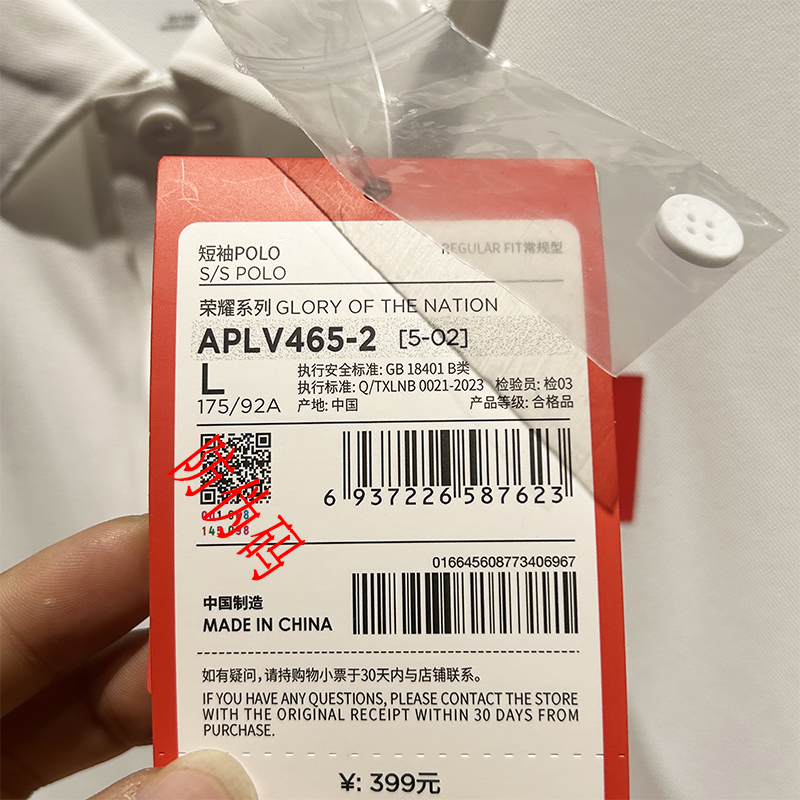 短袖POLO
REGULAR FIT常规型
S/S POLO
荣耀系列 GLORY OF THE NATION
APLV465-2 [5-02]
L
执行安全标准: GB 18401 B类
执行标准: Q/TXLNB 0021-2023 检验员: 检03
175/92A 产地: 中国 产品等级: 合格品
防伪码
6 937226 587623
016645608773406967
中国制造
MADE IN CHINA
如有疑问，请持购物小票于30天内与店铺联系。
IF YOU HAVE ANY QUESTIONS, PLEASE CONTACT THE STORE
WITH THE ORIGINAL RECEIPT WITHIN 30 DAYS FROM
PURCHASE.
¥: 399元